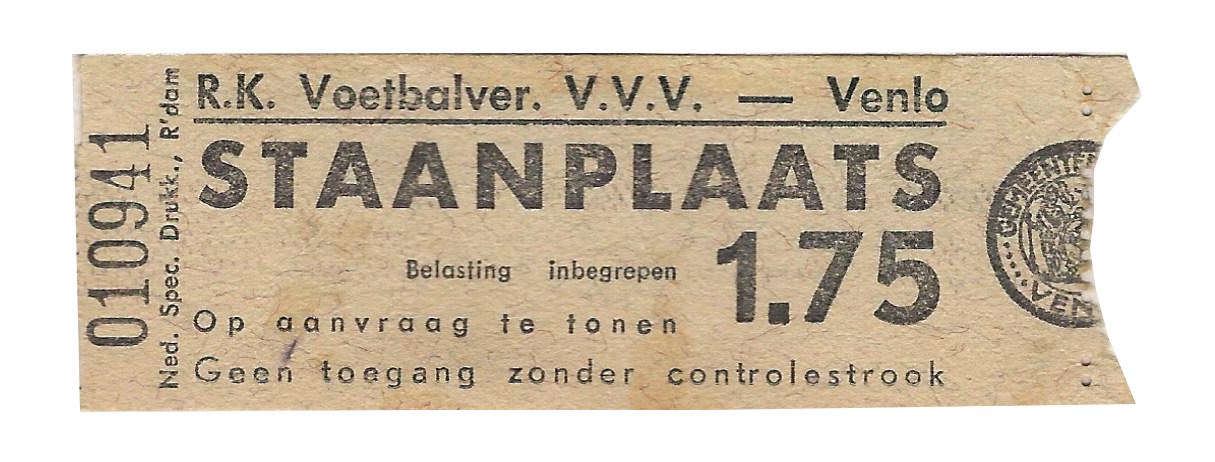 R.K. Voetbalver. V.V.V. — Venlo
STAANPLAATS
Belasting inbegrepen
1.75
Op aanvraag te tonen
Geen toegang zonder controlestrook
010941
Ned. Spec. Drukk., R'dam